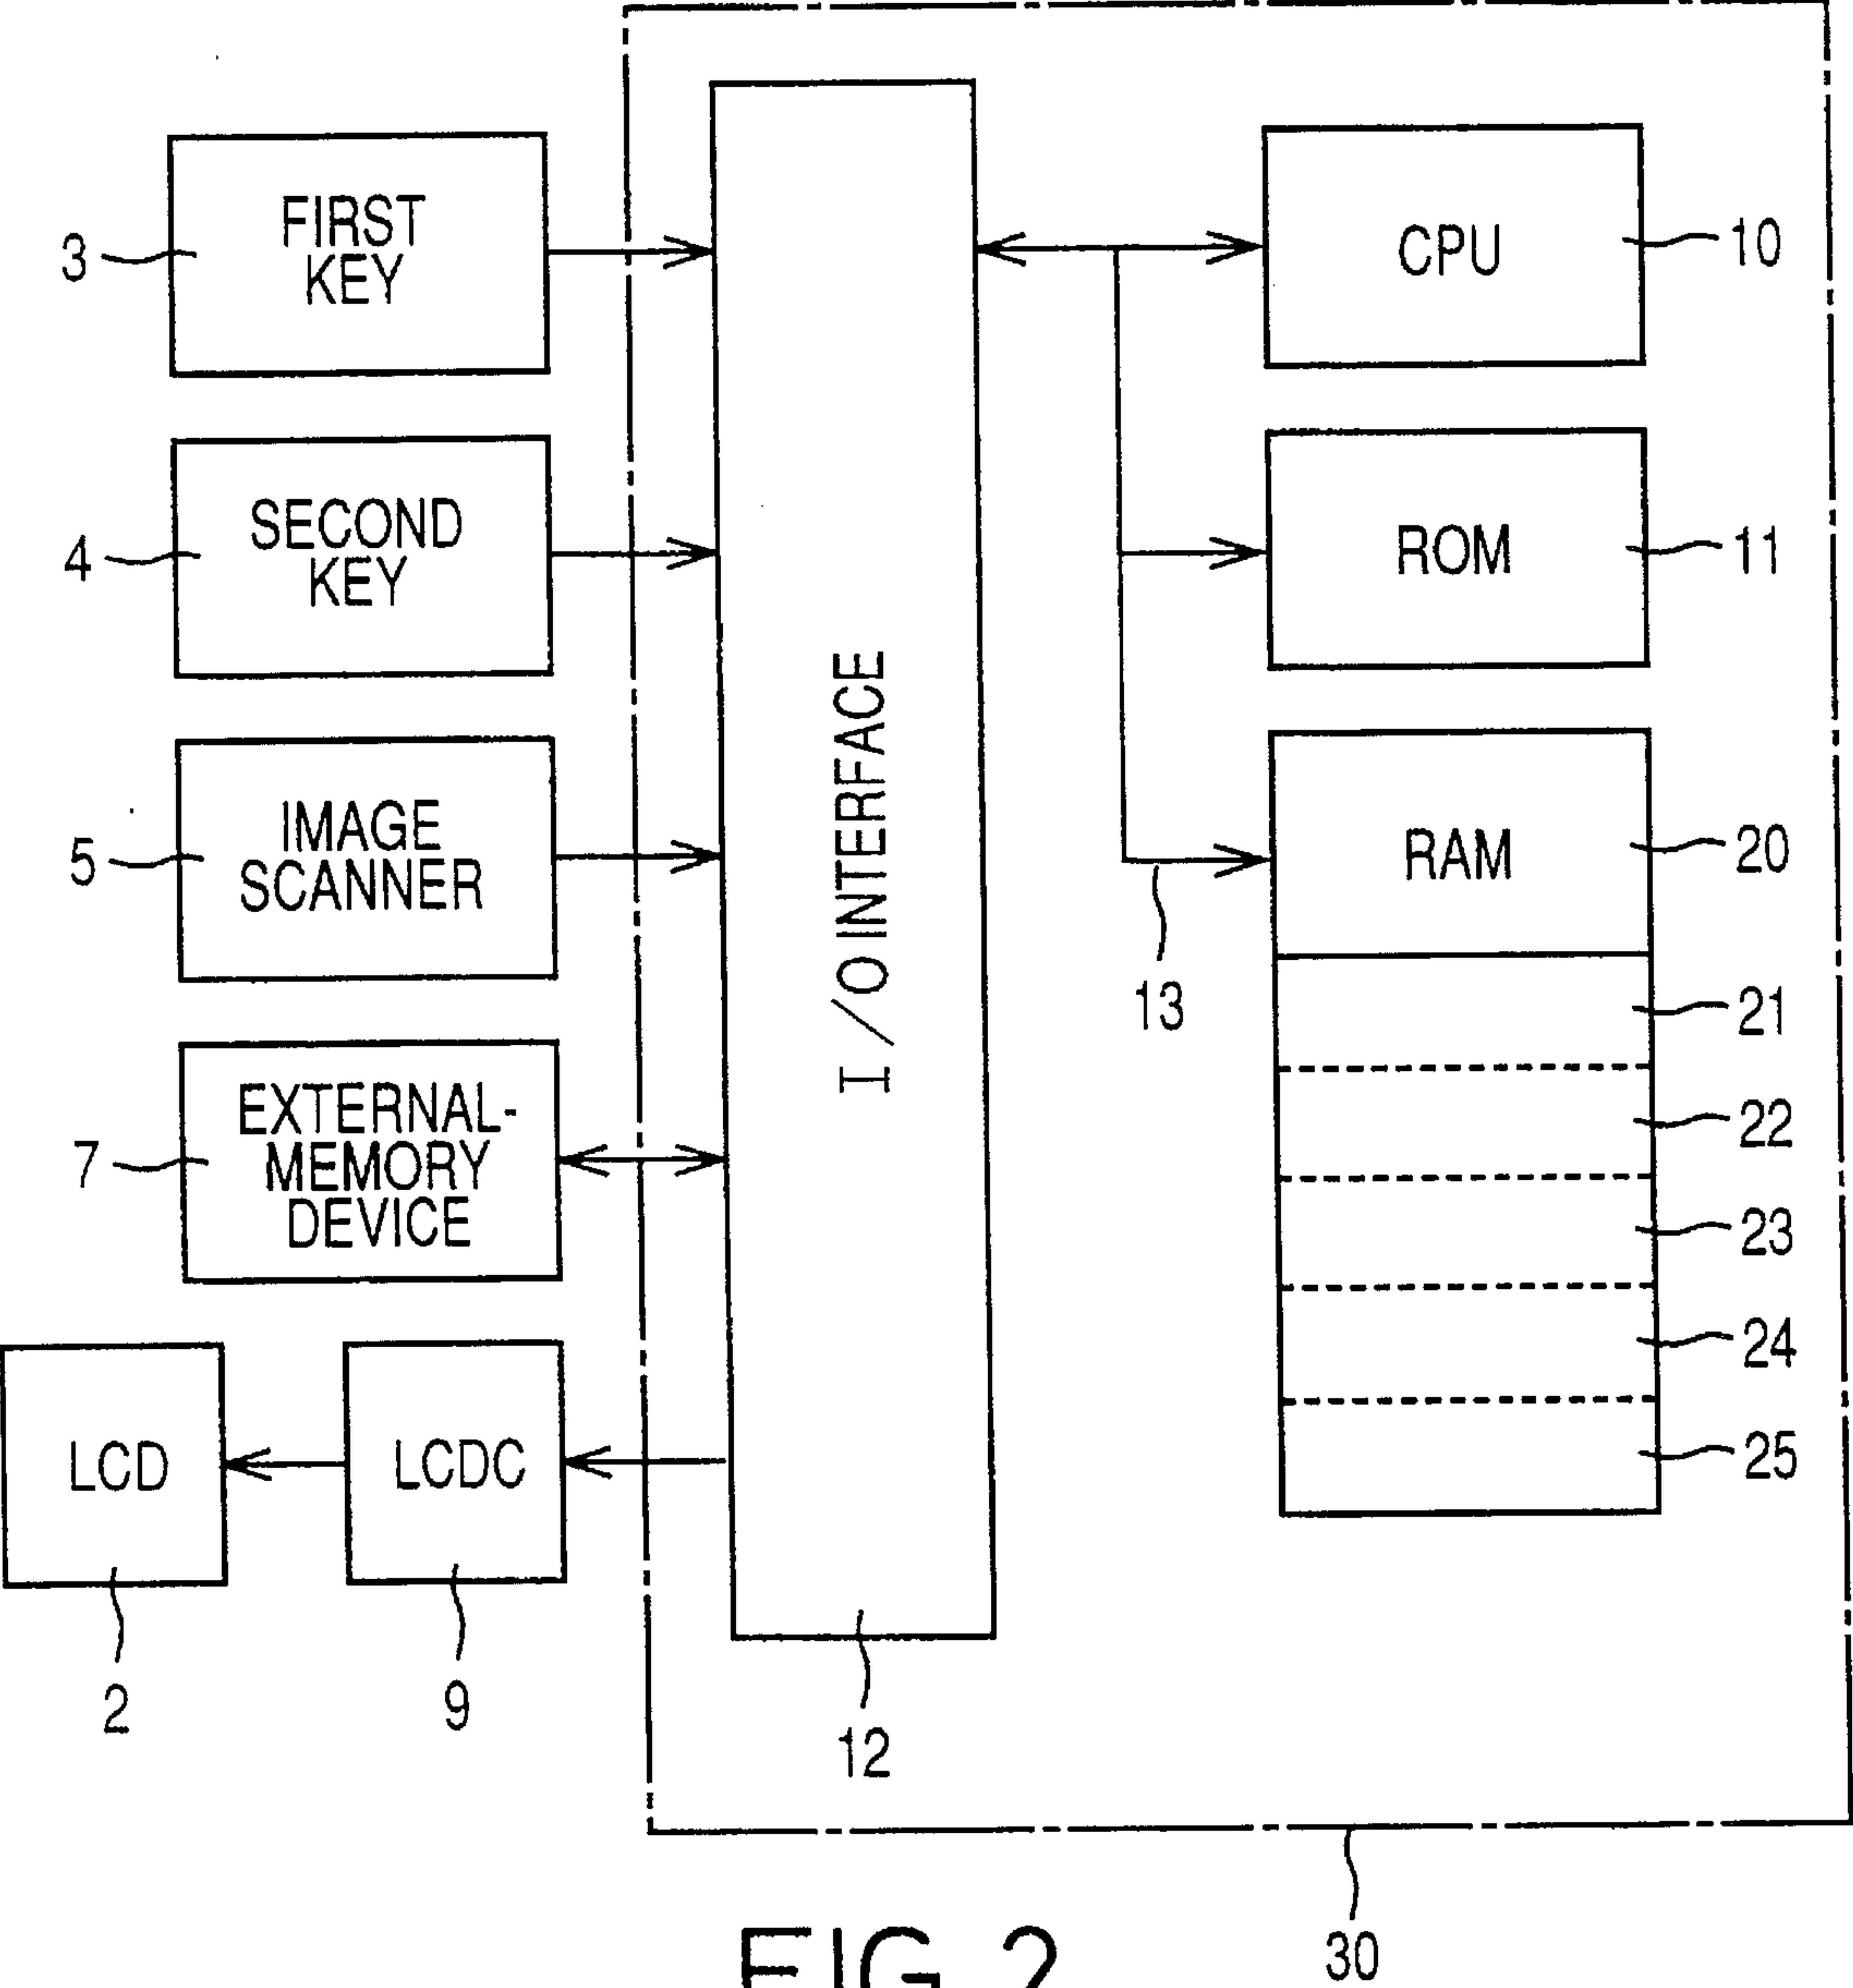 3
FIRST
KEY
4
SECOND
KEY
5
IMAGE
SCANNER
7
EXTERNAL-
MEMORY
DEVICE
LCD
2
LCDC
9
I/O INTERFACE
12
CPU
10
ROM
11
RAM
20
13
21
22
23
24
25
30
FIG. 2